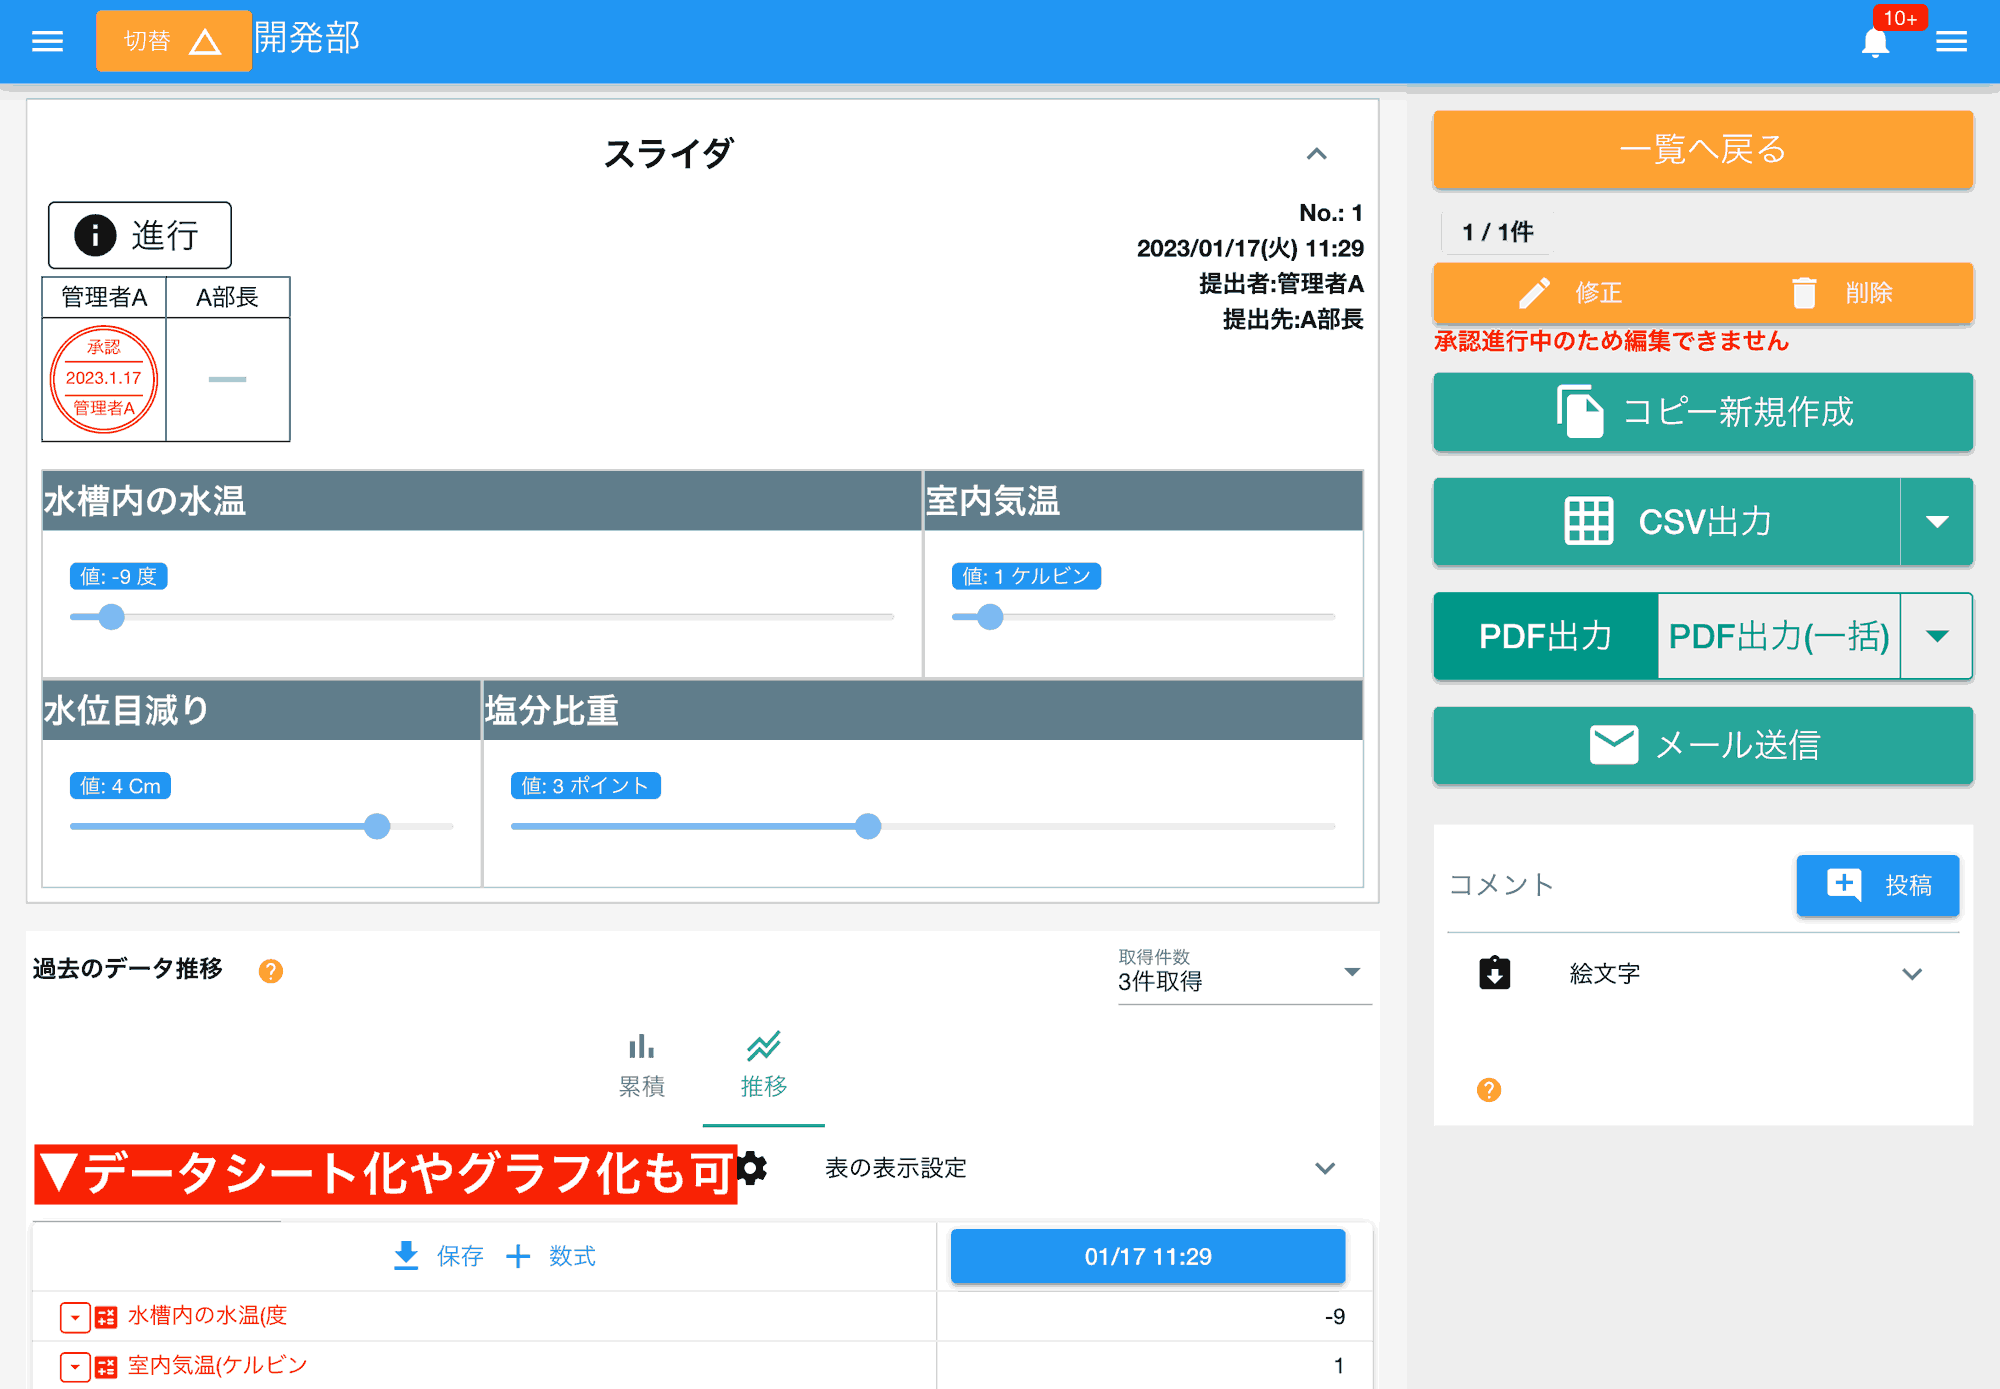 切替
開発部
10+
スライダ
進行
No.: 1
2023/01/17(火) 11:29
提出者:管理者A
提出先:A部長
管理者A
A部長
承認
2023.1.17
管理者A
水槽内の水温
室内気温
値: -9 度
値: 1 ケルビン
水位目減り
塩分比重
値: 4 Cm
値: 3 ポイント
過去のデータ推移
?
取得件数
3件取得
累積
推移
▼データシート化やグラフ化も可
表の表示設定
保存
数式
01/17 11:29
水槽内の水温(度
-9
室内気温(ケルビン
1
一覧へ戻る
1 / 1件
修正
削除
承認進行中のため編集できません
コピー新規作成
CSV出力
PDF出力
PDF出力(一括)
メール送信
コメント
投稿
絵文字
?